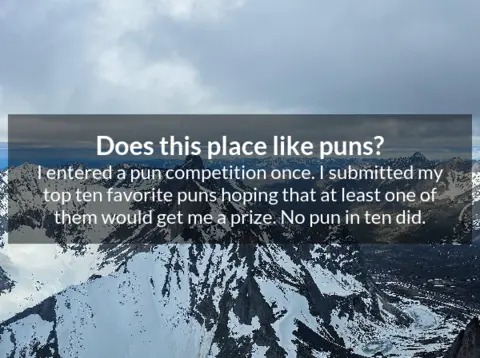 Does this place like puns?
I entered a pun competition once. I submitted my
top ten favorite puns hoping that at least one of
them would get me a prize. No pun in ten did.